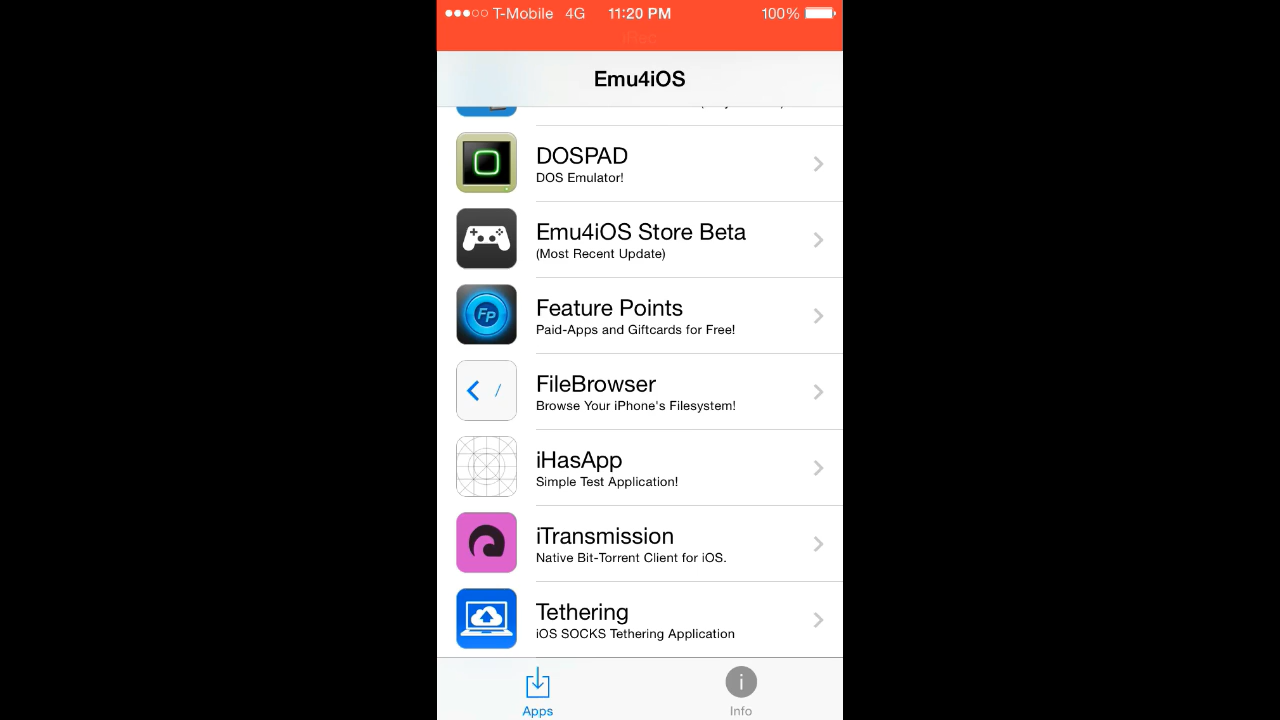 T-Mobile 4G 11:20 PM 100%
Emu4iOS
DOSPAD
DOS Emulator!
Emu4iOS Store Beta
(Most Recent Update)
FP
Feature Points
Paid-Apps and Giftcards for Free!
/
FileBrowser
Browse Your iPhone's Filesystem!
iHasApp
Simple Test Application!
iTransmission
Native Bit-Torrent Client for iOS.
Tethering
iOS SOCKS Tethering Application
i
Apps
Info